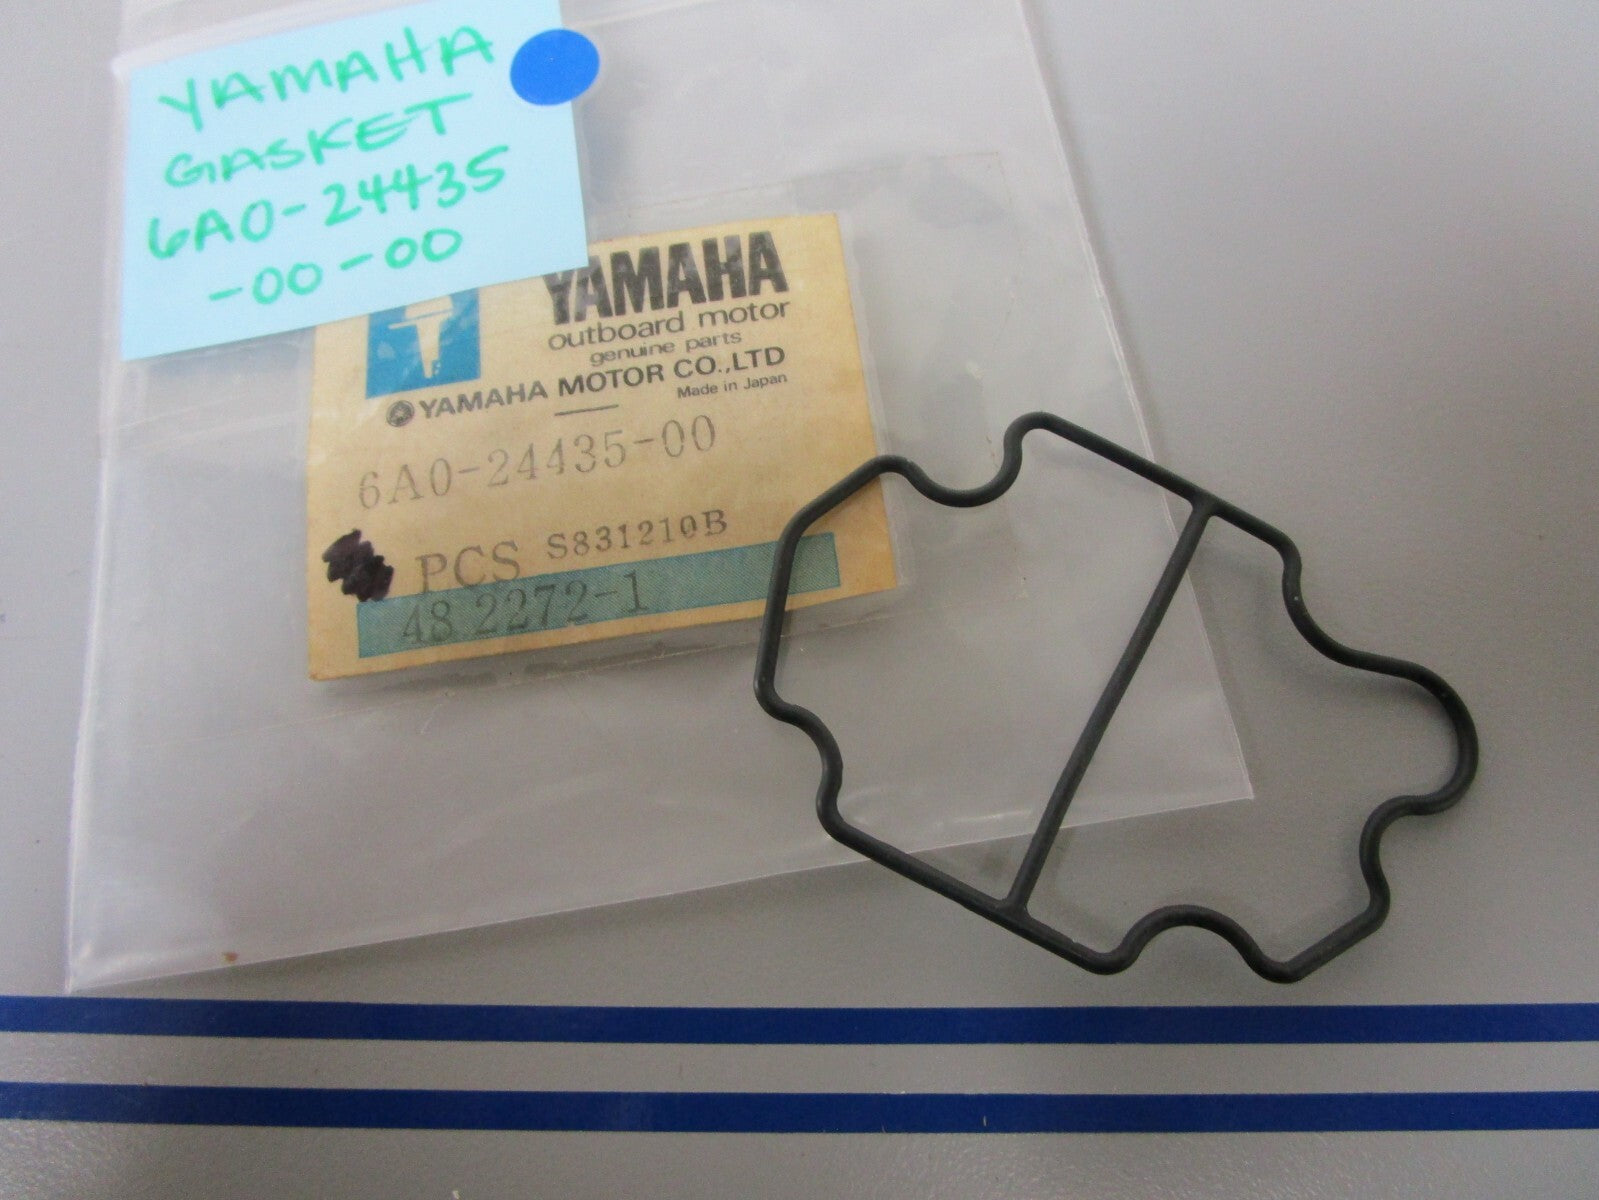 YAMAHA
GASKET
6A0-24435
-00-00
YAMAHA
outboard motor
genuine parts
YAMAHA MOTOR CO.,LTD
Made in Japan
6A0-24435-00
PCS S831210B
48 2272-1